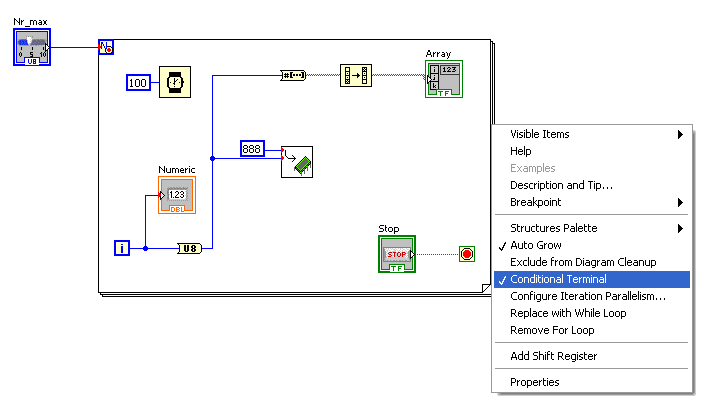 Nr_max
0 5 10
U8
N
100
Array
i
j
k
123
TF
#[...]
888
Numeric
1.23
DBL
i
U8
Stop
STOP
TF
Visible Items
Help
Examples
Description and Tip...
Breakpoint
Structures Palette
Auto Grow
Exclude from Diagram Cleanup
Conditional Terminal
Configure Iteration Parallelism...
Replace with While Loop
Remove For Loop
Add Shift Register
Properties